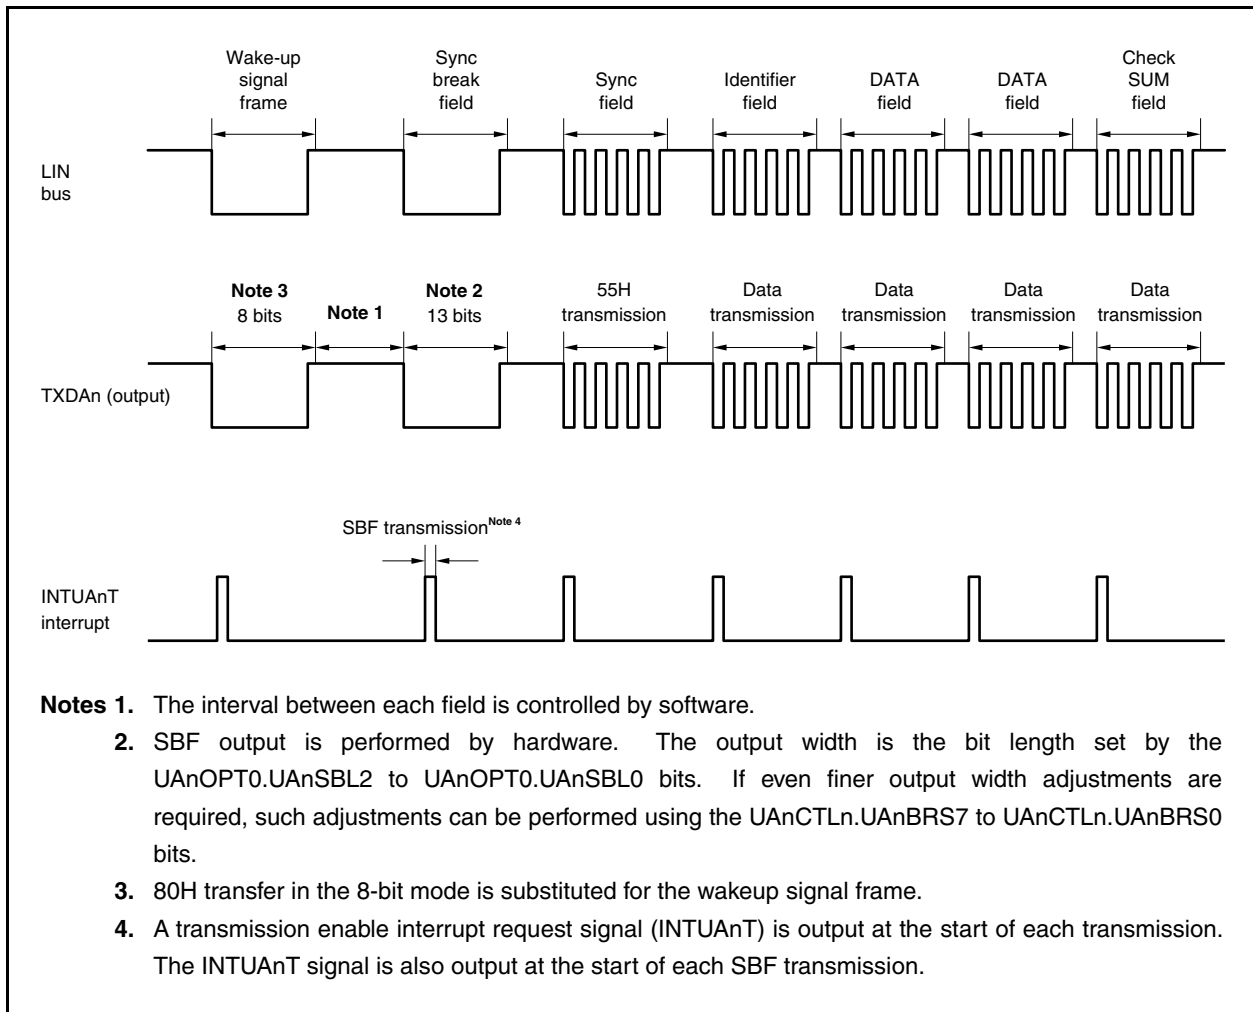 Wake-up
signal
frame
Sync
break
field
Sync
field
Identifier
field
DATA
field
DATA
field
Check
SUM
field
LIN
bus
Note 3
8 bits
Note 1
Note 2
13 bits
55H
transmission
Data
transmission
Data
transmission
Data
transmission
Data
transmission
TXDAn (output)
SBF transmission Note 4
INTUAnT
interrupt
Notes 1. The interval between each field is controlled by software.
2. SBF output is performed by hardware. The output width is the bit length set by the
UAnOPT0.UAnSBL2 to UAnOPT0.UAnSBL0 bits. If even finer output width adjustments are
required, such adjustments can be performed using the UAnCTLn.UAnBRS7 to UAnCTLn.UAnBRS0
bits.
3. 80H transfer in the 8-bit mode is substituted for the wakeup signal frame.
4. A transmission enable interrupt request signal (INTUAnT) is output at the start of each transmission.
The INTUAnT signal is also output at the start of each SBF transmission.